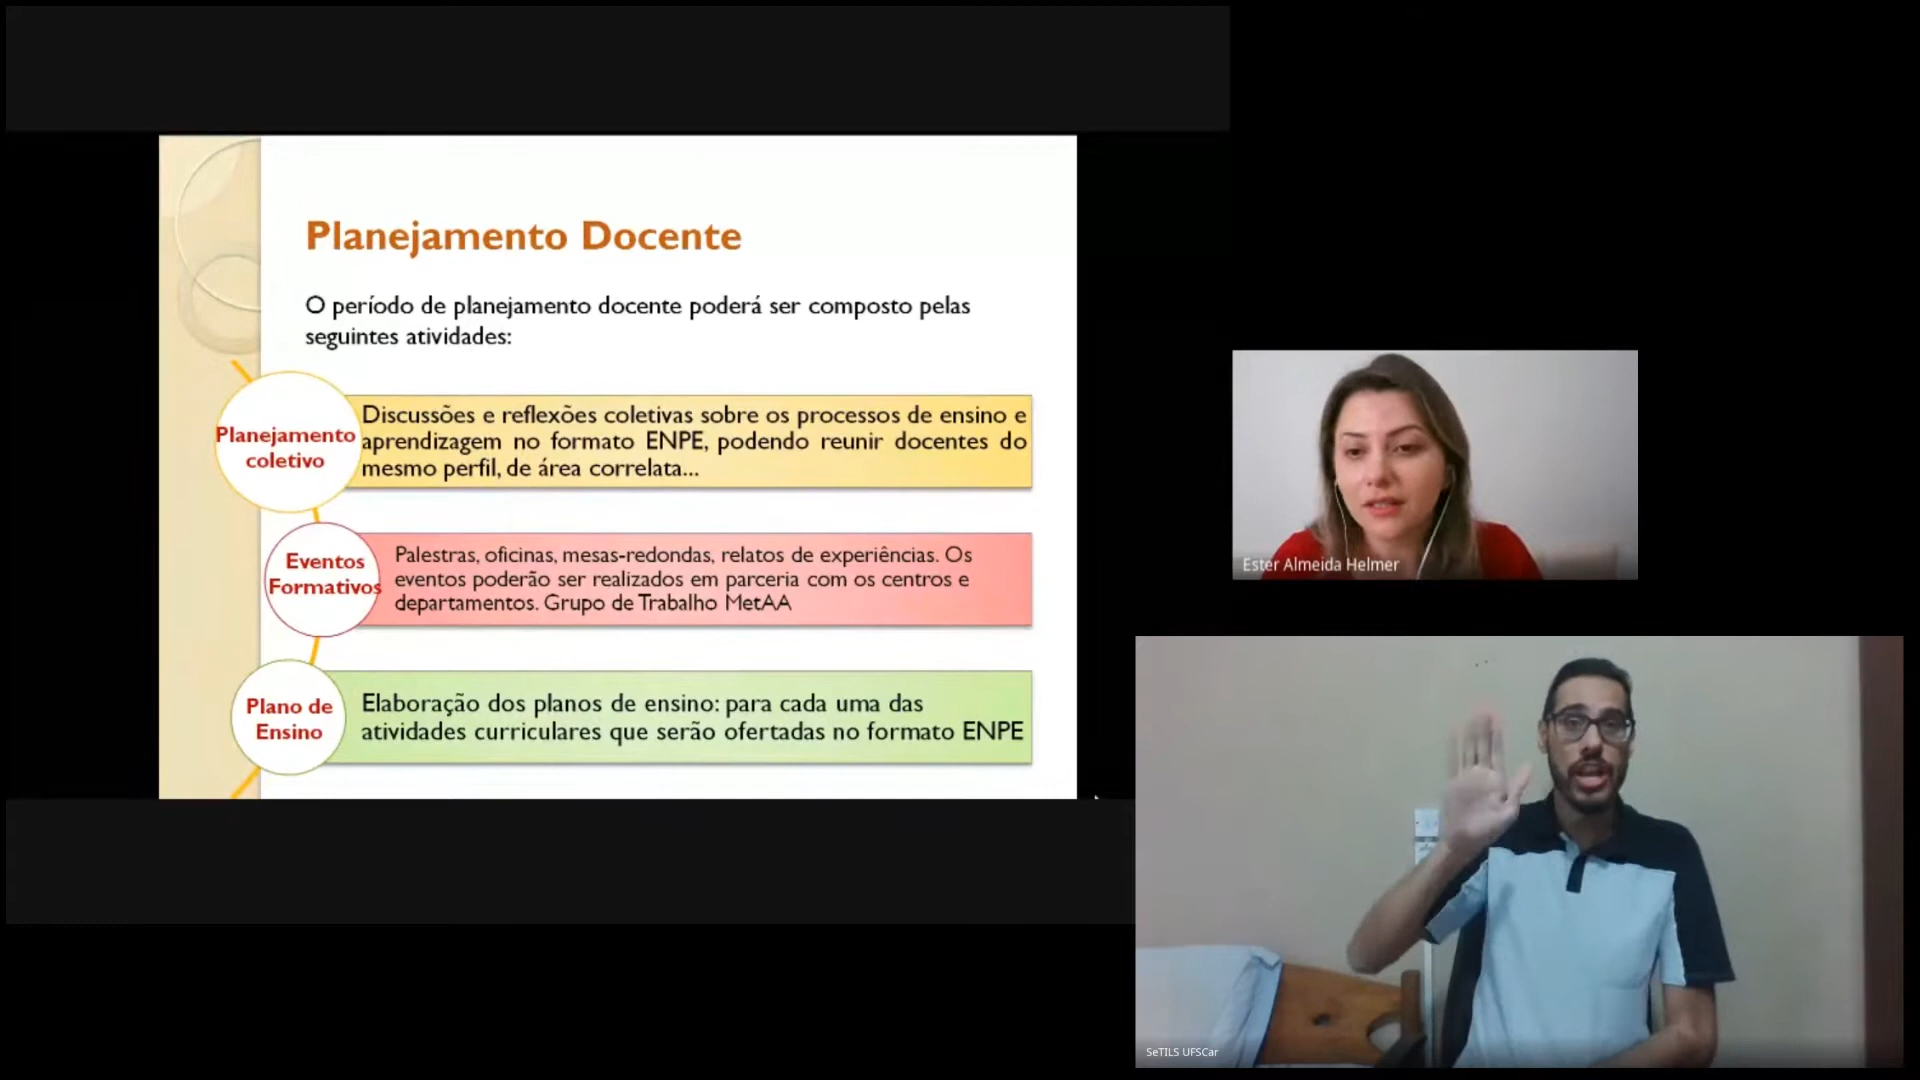 Planejamento Docente
O período de planejamento docente poderá ser composto pelas
seguintes atividades:
Planejamento
coletivo
Discussões e reflexões coletivas sobre os processos de ensino e
aprendizagem no formato ENPE, podendo reunir docentes do
mesmo perfil, de área correlata...
Eventos
Formativos
Palestras, oficinas, mesas-redondas, relatos de experiências. Os
eventos poderão ser realizados em parceria com os centros e
departamentos. Grupo de Trabalho MetAA
Plano de
Ensino
Elaboração dos planos de ensino: para cada uma das
atividades curriculares que serão ofertadas no formato ENPE
Ester Almeida Helmer
SeTILS UFSCar